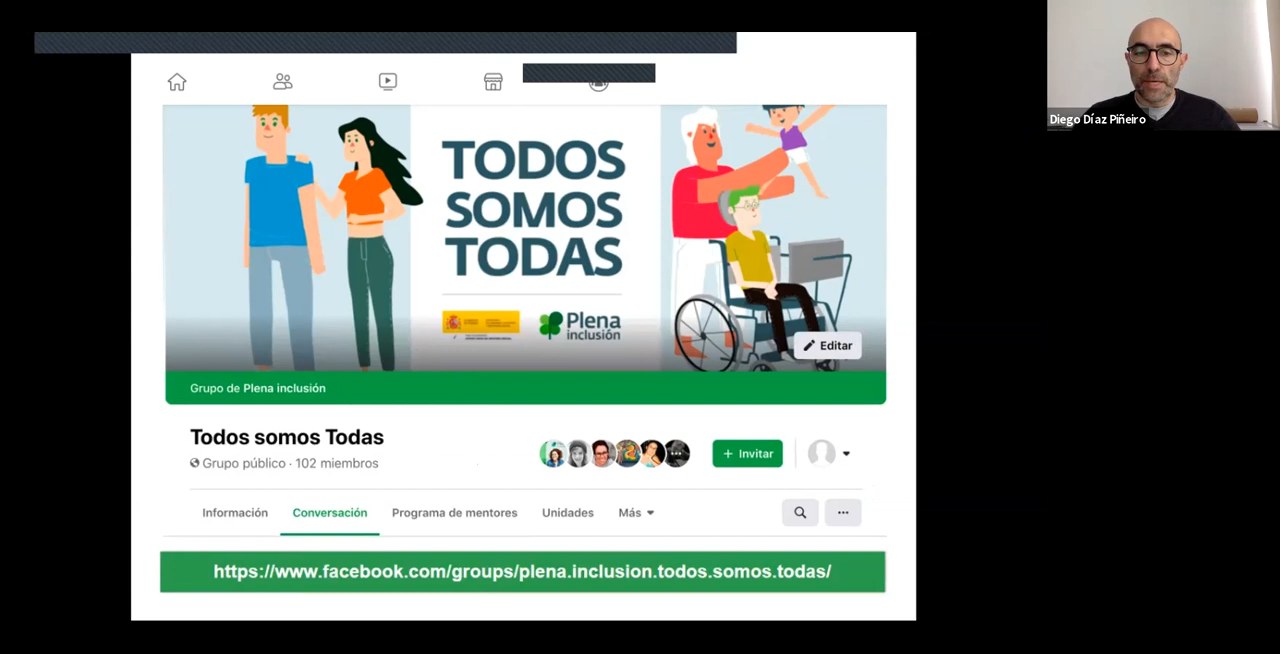 Diego Díaz Piñeiro
TODOS
SOMOS
TODAS
Plena
inclusión
Editar
Grupo de Plena inclusión
Todos somos Todas
Grupo público · 102 miembros
+ Invitar
Información Conversación Programa de mentores Unidades Más
https://www.facebook.com/groups/plena.inclusion.todos.somos.todas/